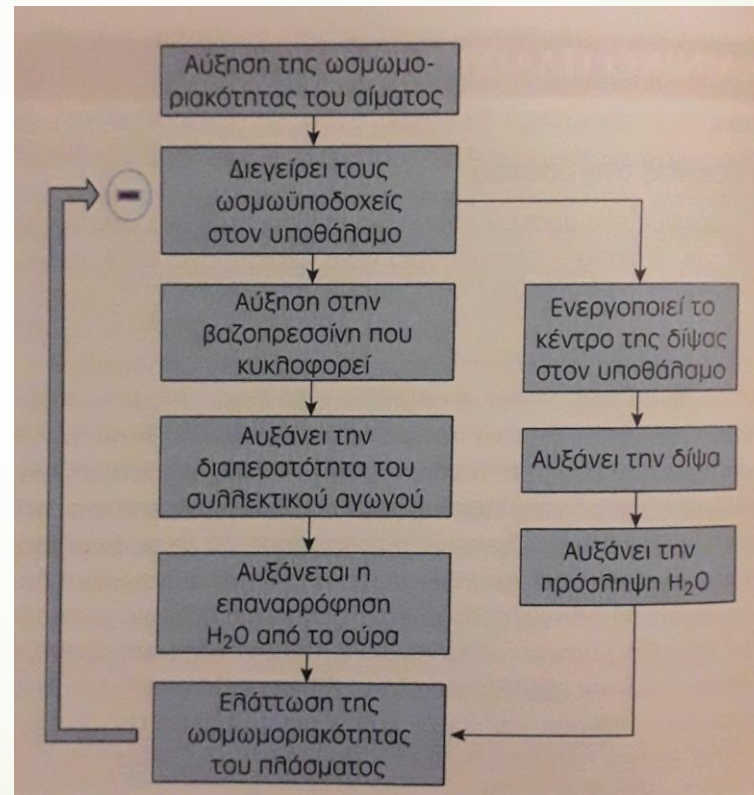 Αύξηση της ωσμωμο-
ριακότητας του αίματος
Διεγείρει τους
ωσμωϋποδοχείς
στον υποθάλαμο
Αύξηση στην
βαζοπρεσσίνη που
κυκλοφορεί
Αυξάνει την
διαπερατότητα του
συλλεκτικού αγωγού
Αυξάνεται η
επαναρρόφηση
H₂O από τα ούρα
Ελάττωση της
ωσμωμοριακότητας
του πλάσματος
Ενεργοποιεί το
κέντρο της δίψας
στον υποθάλαμο
Αυξάνει την δίψα
Αυξάνει την
πρόσληψη H₂O